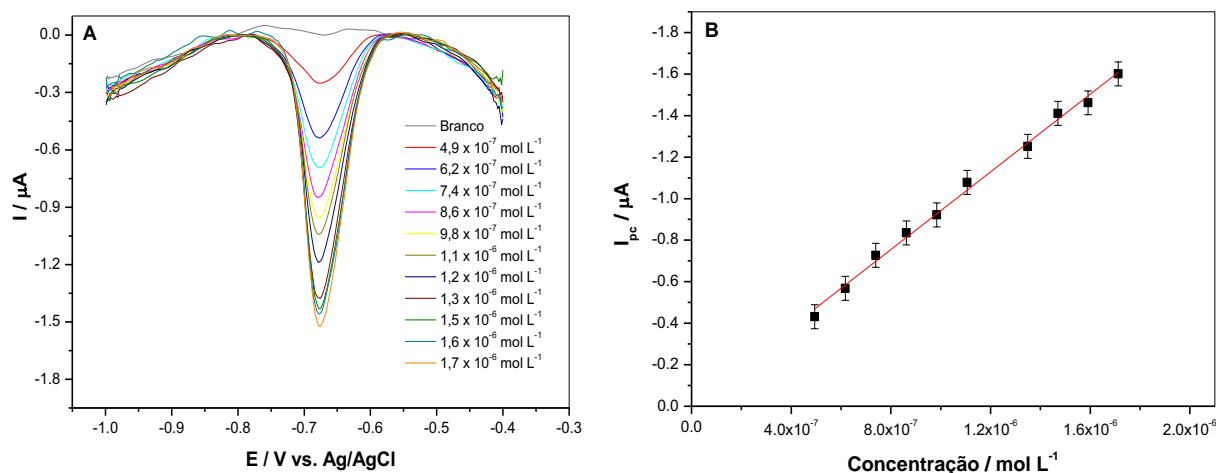 A
0.0
-0.3
-0.6
-0.9
-1.2
-1.5
-1.8
I / µA
-1.0 -0.9 -0.8 -0.7 -0.6 -0.5 -0.4 -0.3
E / V vs. Ag/AgCl
Branco
4,9 x 10⁻⁷ mol L⁻¹
6,2 x 10⁻⁷ mol L⁻¹
7,4 x 10⁻⁷ mol L⁻¹
8,6 x 10⁻⁷ mol L⁻¹
9,8 x 10⁻⁷ mol L⁻¹
1,1 x 10⁻⁶ mol L⁻¹
1,2 x 10⁻⁶ mol L⁻¹
1,3 x 10⁻⁶ mol L⁻¹
1,5 x 10⁻⁶ mol L⁻¹
1,6 x 10⁻⁶ mol L⁻¹
1,7 x 10⁻⁶ mol L⁻¹
B
-1.8
-1.6
-1.4
-1.2
-1.0
-0.8
-0.6
-0.4
-0.2
0.0
I_pc / µA
0.0 4.0x10⁻⁷ 8.0x10⁻⁷ 1.2x10⁻⁶ 1.6x10⁻⁶ 2.0x10⁻⁶
Concentração / mol L⁻¹